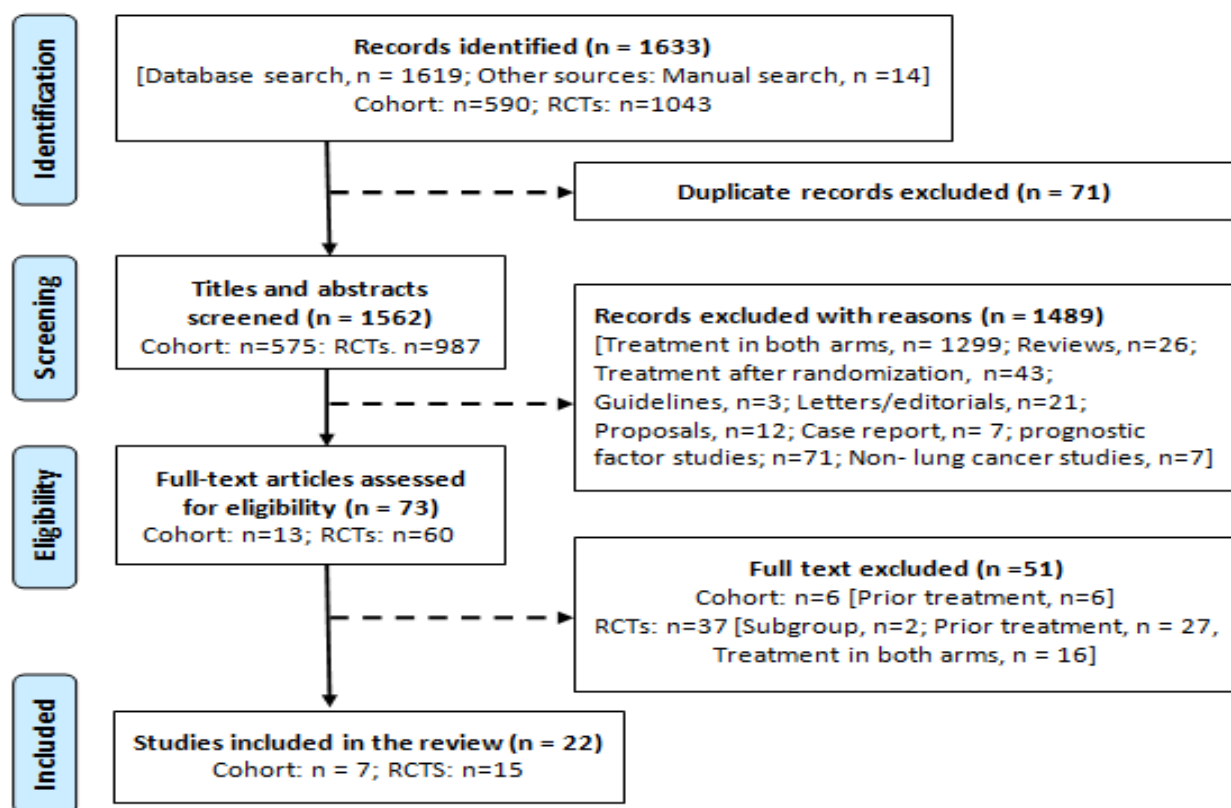 Identification
Records identified (n = 1633)
[Database search, n = 1619; Other sources: Manual search, n =14]
Cohort: n=590; RCTs: n=1043
Duplicate records excluded (n = 71)
Screening
Titles and abstracts
screened (n = 1562)
Cohort: n=575: RCTs. n=987
Records excluded with reasons (n = 1489)
[Treatment in both arms, n= 1299; Reviews, n=26;
Treatment after randomization, n=43;
Guidelines, n=3; Letters/editorials, n=21;
Proposals, n=12; Case report, n= 7; prognostic
factor studies; n=71; Non- lung cancer studies, n=7]
Eligibility
Full-text articles assessed
for eligibility (n = 73)
Cohort: n=13; RCTs: n=60
Full text excluded (n =51)
Cohort: n=6 [Prior treatment, n=6]
RCTs: n=37 [Subgroup, n=2; Prior treatment, n = 27,
Treatment in both arms, n = 16]
Included
Studies included in the review (n = 22)
Cohort: n = 7; RCTS: n=15